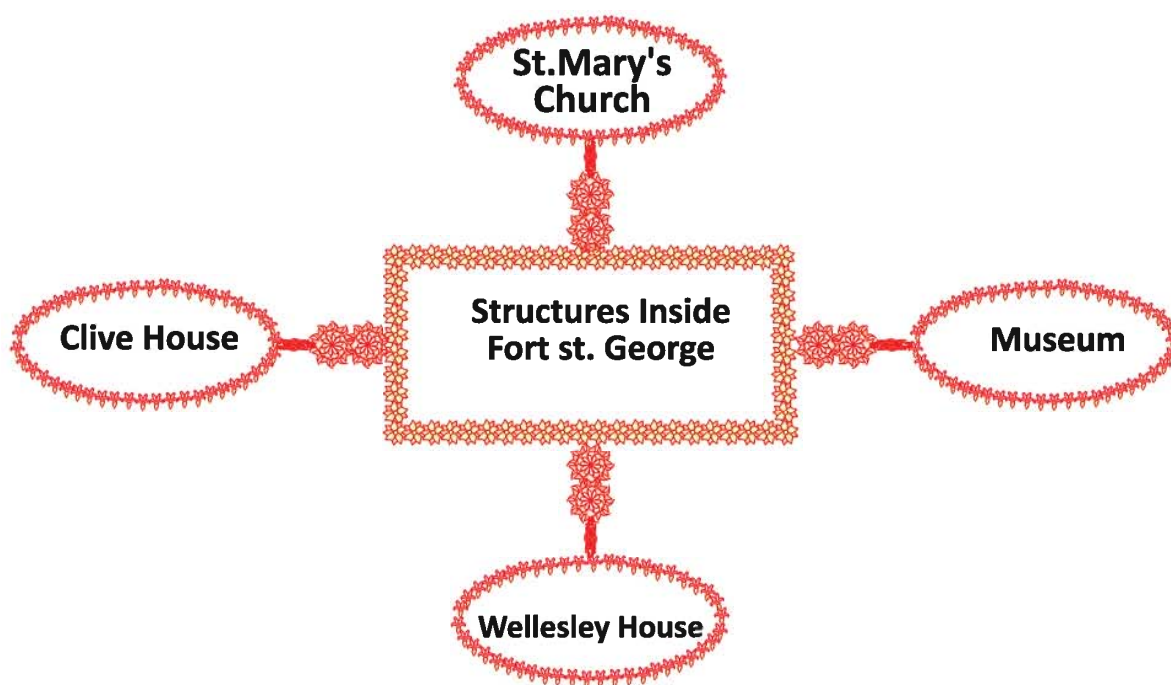 St.Mary's
Church
Clive House
Structures Inside
Fort st. George
Museum
Wellesley House